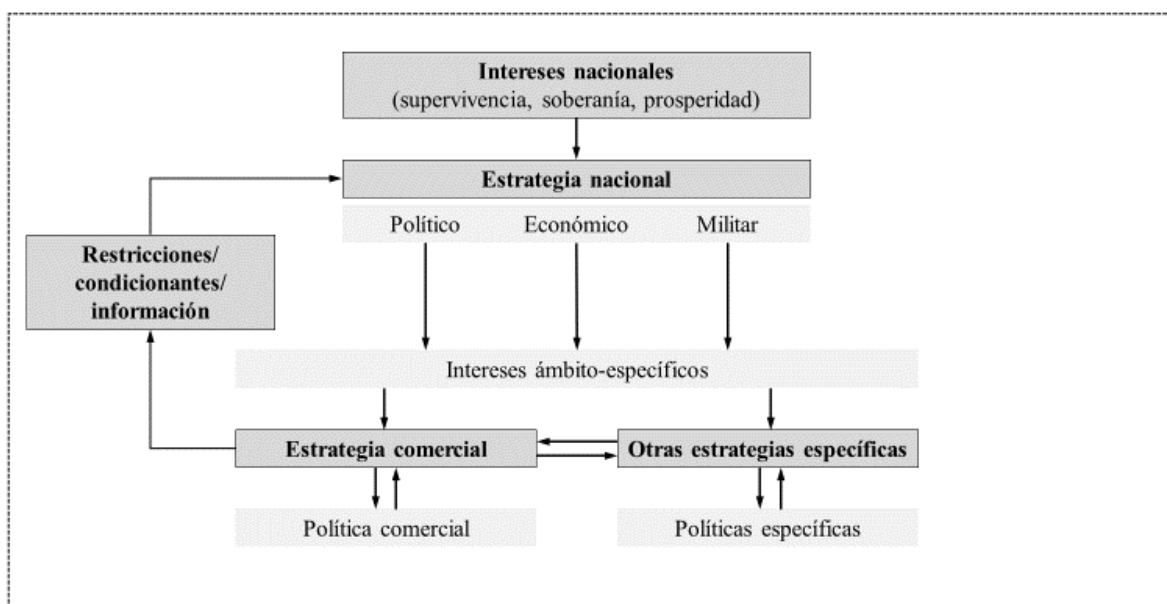 Intereses nacionales
(supervivencia, soberanía, prosperidad)
Estrategia nacional
Político Económico Militar
Restricciones/
condicionantes/
información
Intereses ámbito-específicos
Estrategia comercial
Otras estrategias específicas
Política comercial
Políticas específicas